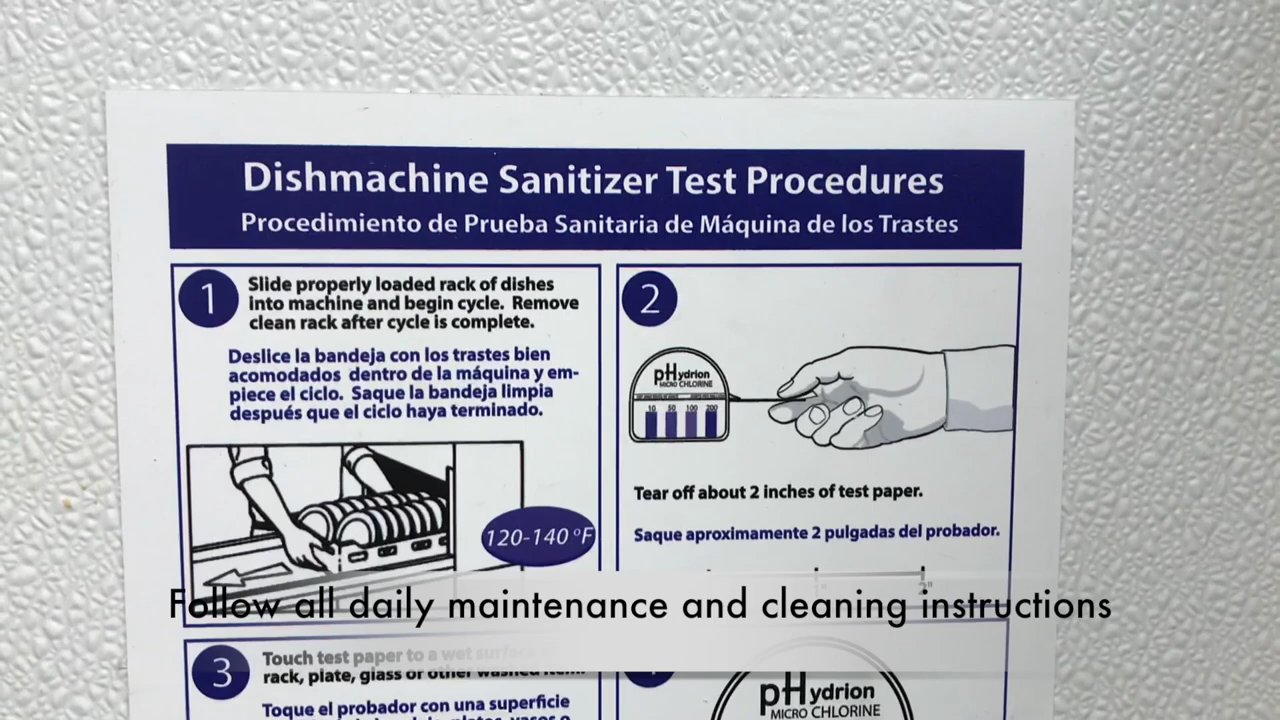 Dishmachine Sanitizer Test Procedures
Procedimiento de Prueba Sanitaria de Máquina de los Trastes
1
Slide properly loaded rack of dishes
into machine and begin cycle. Remove
clean rack after cycle is complete.
Deslice la bandeja con los trastes bien
acomodados dentro de la máquina y em-
piece el ciclo. Saque la bandeja limpia
después que el ciclo haya terminado.
120-140 °F
2
pHydrion
MICRO CHLORINE
10 50 100 200
Tear off about 2 inches of test paper.
Saque aproximamente 2 pulgadas del probador.
2"
Follow all daily maintenance and cleaning instructions
3
Touch test paper to a wet surface
rack, plate, glass or other washed item.
Toque el probador con una superficie
pHydrion
MICRO CHLORINE